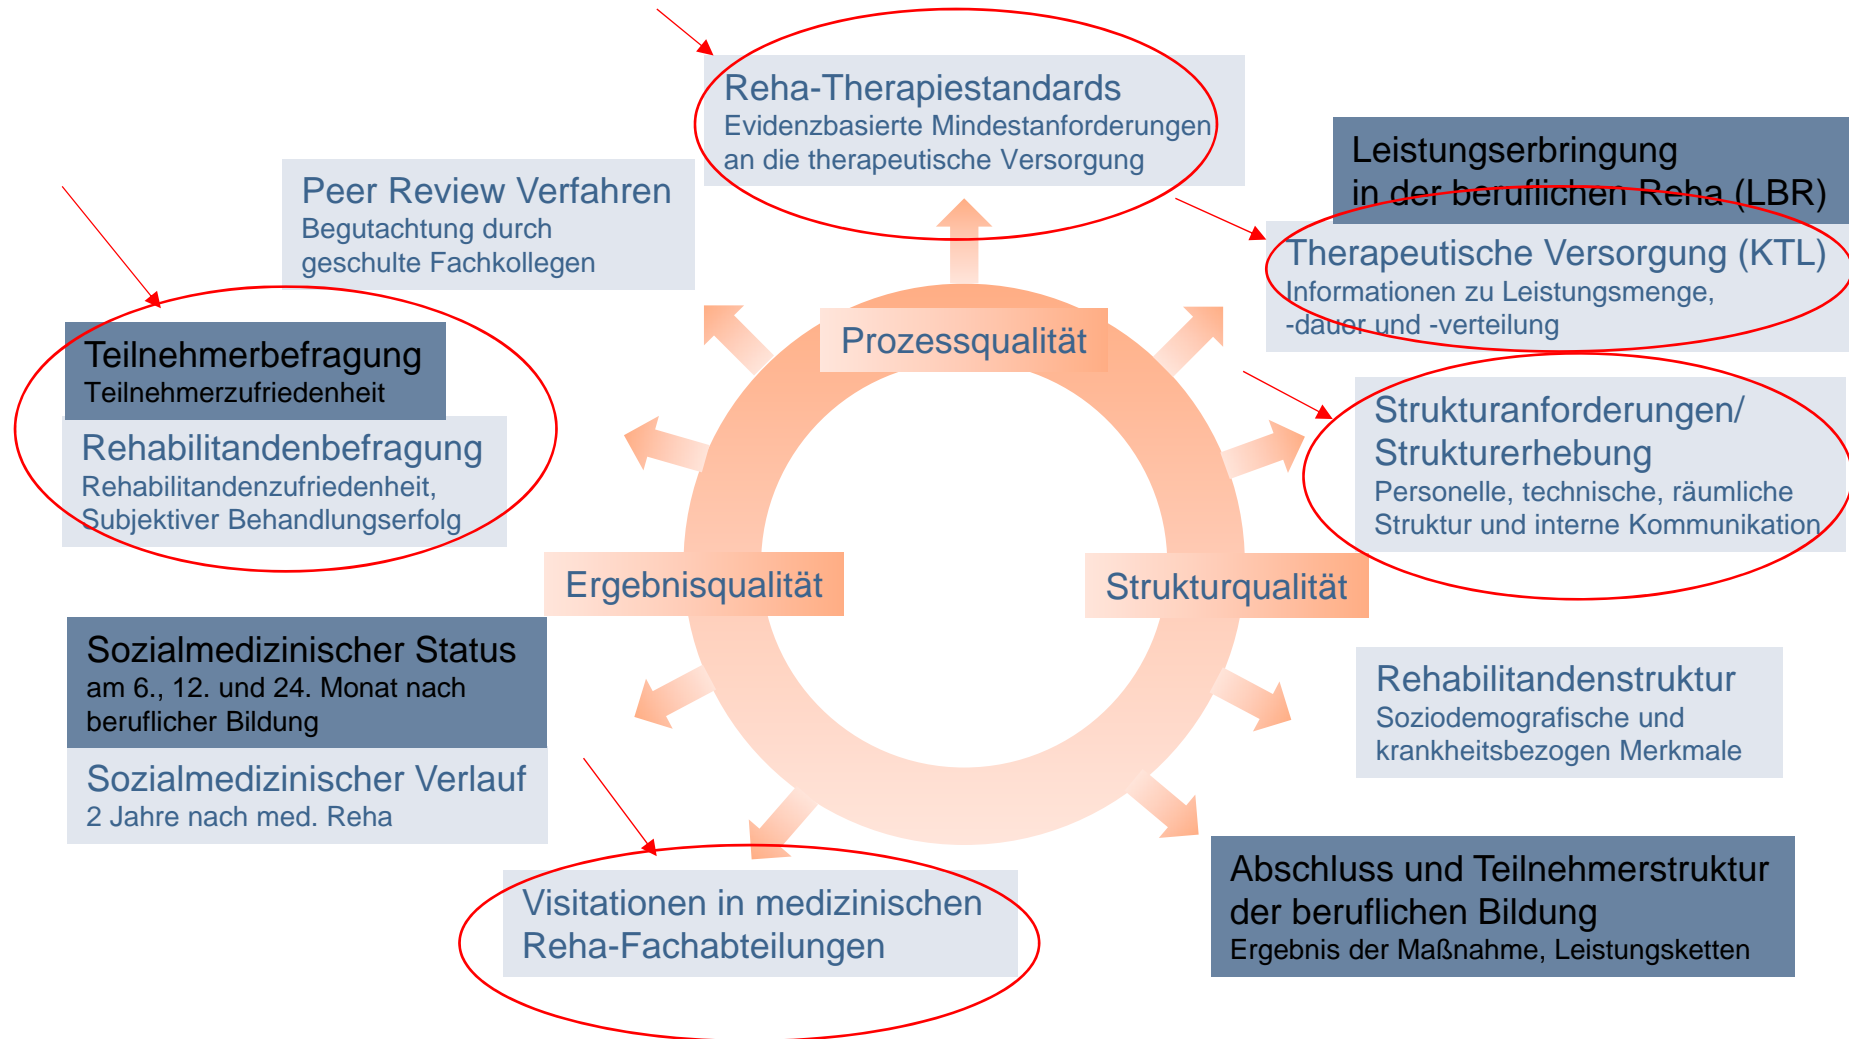 Reha-Therapiestandards
Evidenzbasierte Mindestanforderungen
an die therapeutische Versorgung
Leistungserbringung
in der beruflichen Reha (LBR)
Peer Review Verfahren
Begutachtung durch
geschulte Fachkollegen
Therapeutische Versorgung (KTL)
Informationen zu Leistungsmenge,
-dauer und -verteilung
Prozessqualität
Teilnehmerbefragung
Teilnehmerzufriedenheit
Rehabilitandenbefragung
Rehabilitandenzufriedenheit,
Subjektiver Behandlungserfolg
Strukturanforderungen/
Strukturerhebung
Personelle, technische, räumliche
Struktur und interne Kommunikation
Ergebnisqualität
Strukturqualität
Sozialmedizinischer Status
am 6., 12. und 24. Monat nach
beruflicher Bildung
Sozialmedizinischer Verlauf
2 Jahre nach med. Reha
Rehabilitandenstruktur
Soziodemografische und
krankheitsbezogen Merkmale
Visitationen in medizinischen
Reha-Fachabteilungen
Abschluss und Teilnehmerstruktur
der beruflichen Bildung
Ergebnis der Maßnahme, Leistungsketten